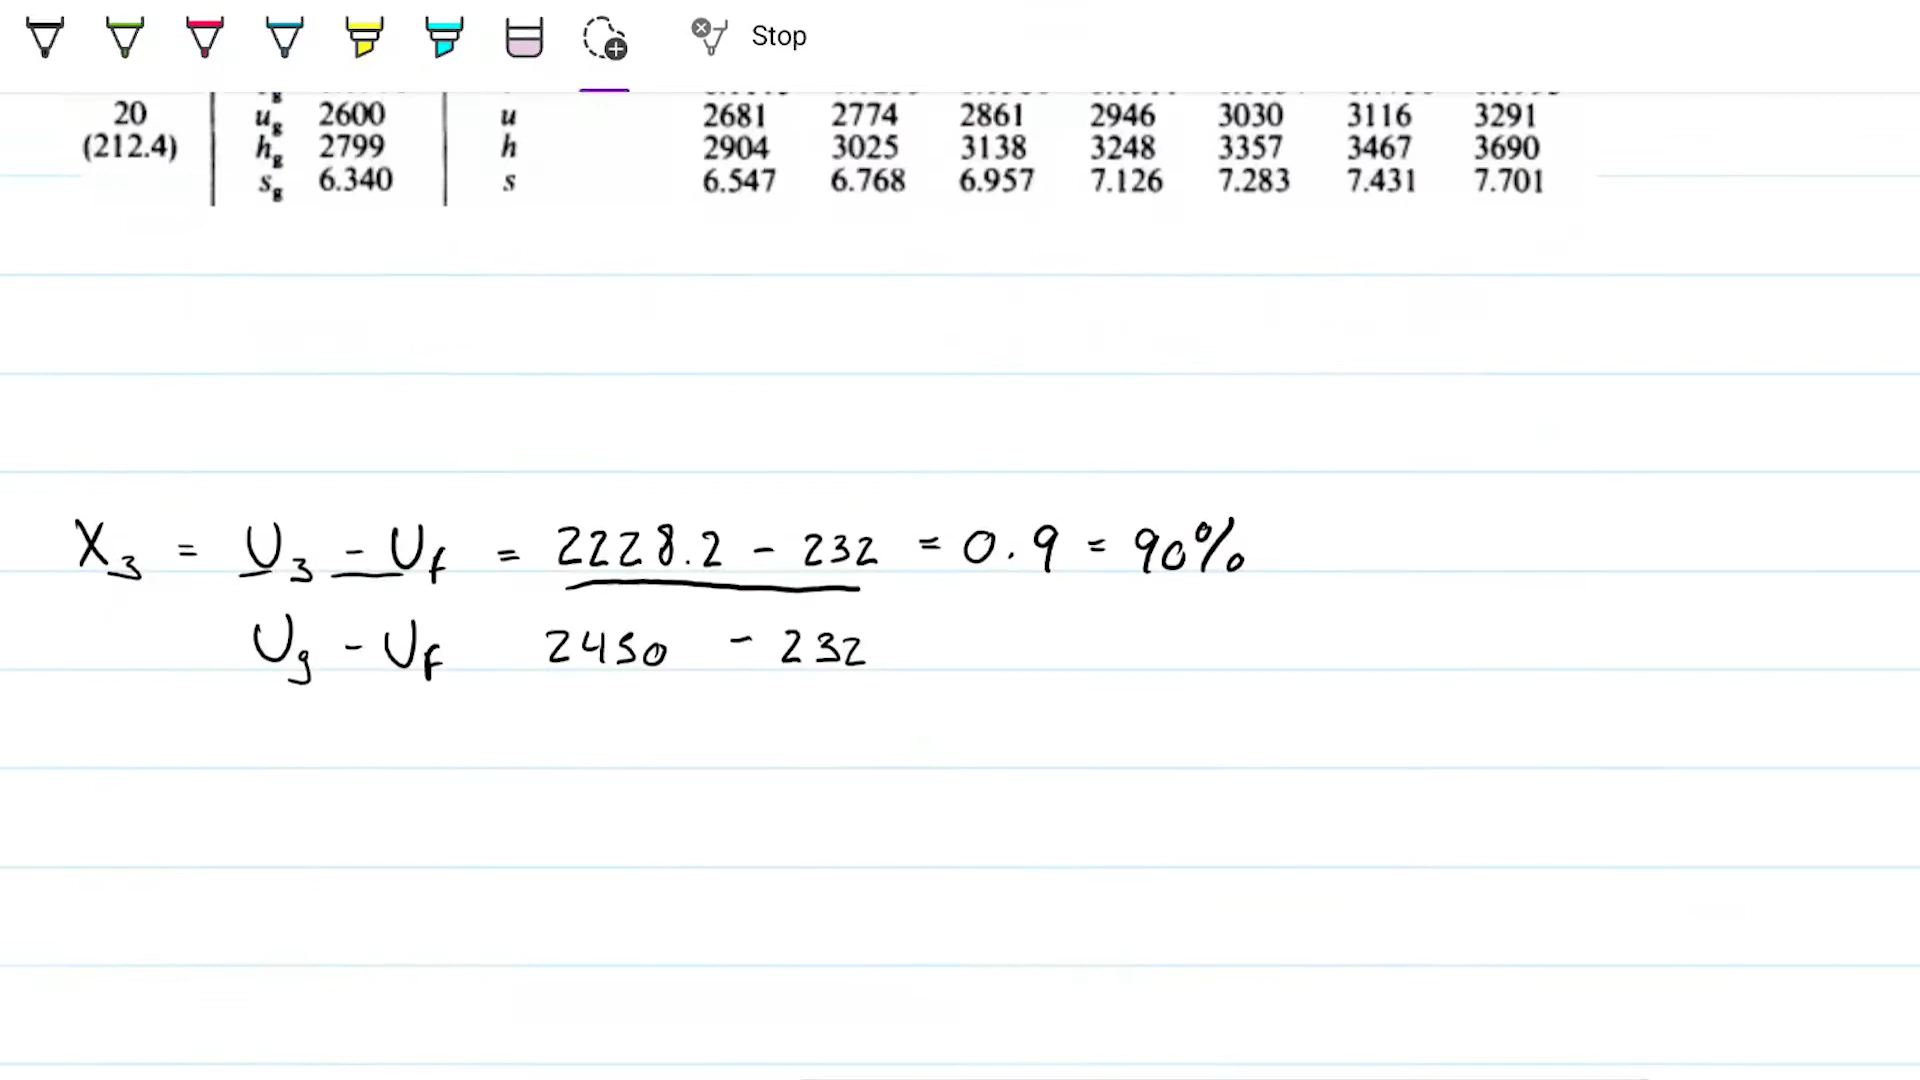 Stop
20 u_g 2600 u 2681 2774 2861 2946 3030 3116 3291
(212.4) h_g 2799 h 2904 3025 3138 3248 3357 3467 3690
s_g 6.340 s 6.547 6.768 6.957 7.126 7.283 7.431 7.701
X₃ = U₃ - U_f = 2228.2 - 232 = 0.9 = 90%
U_g - U_f 2450 - 232